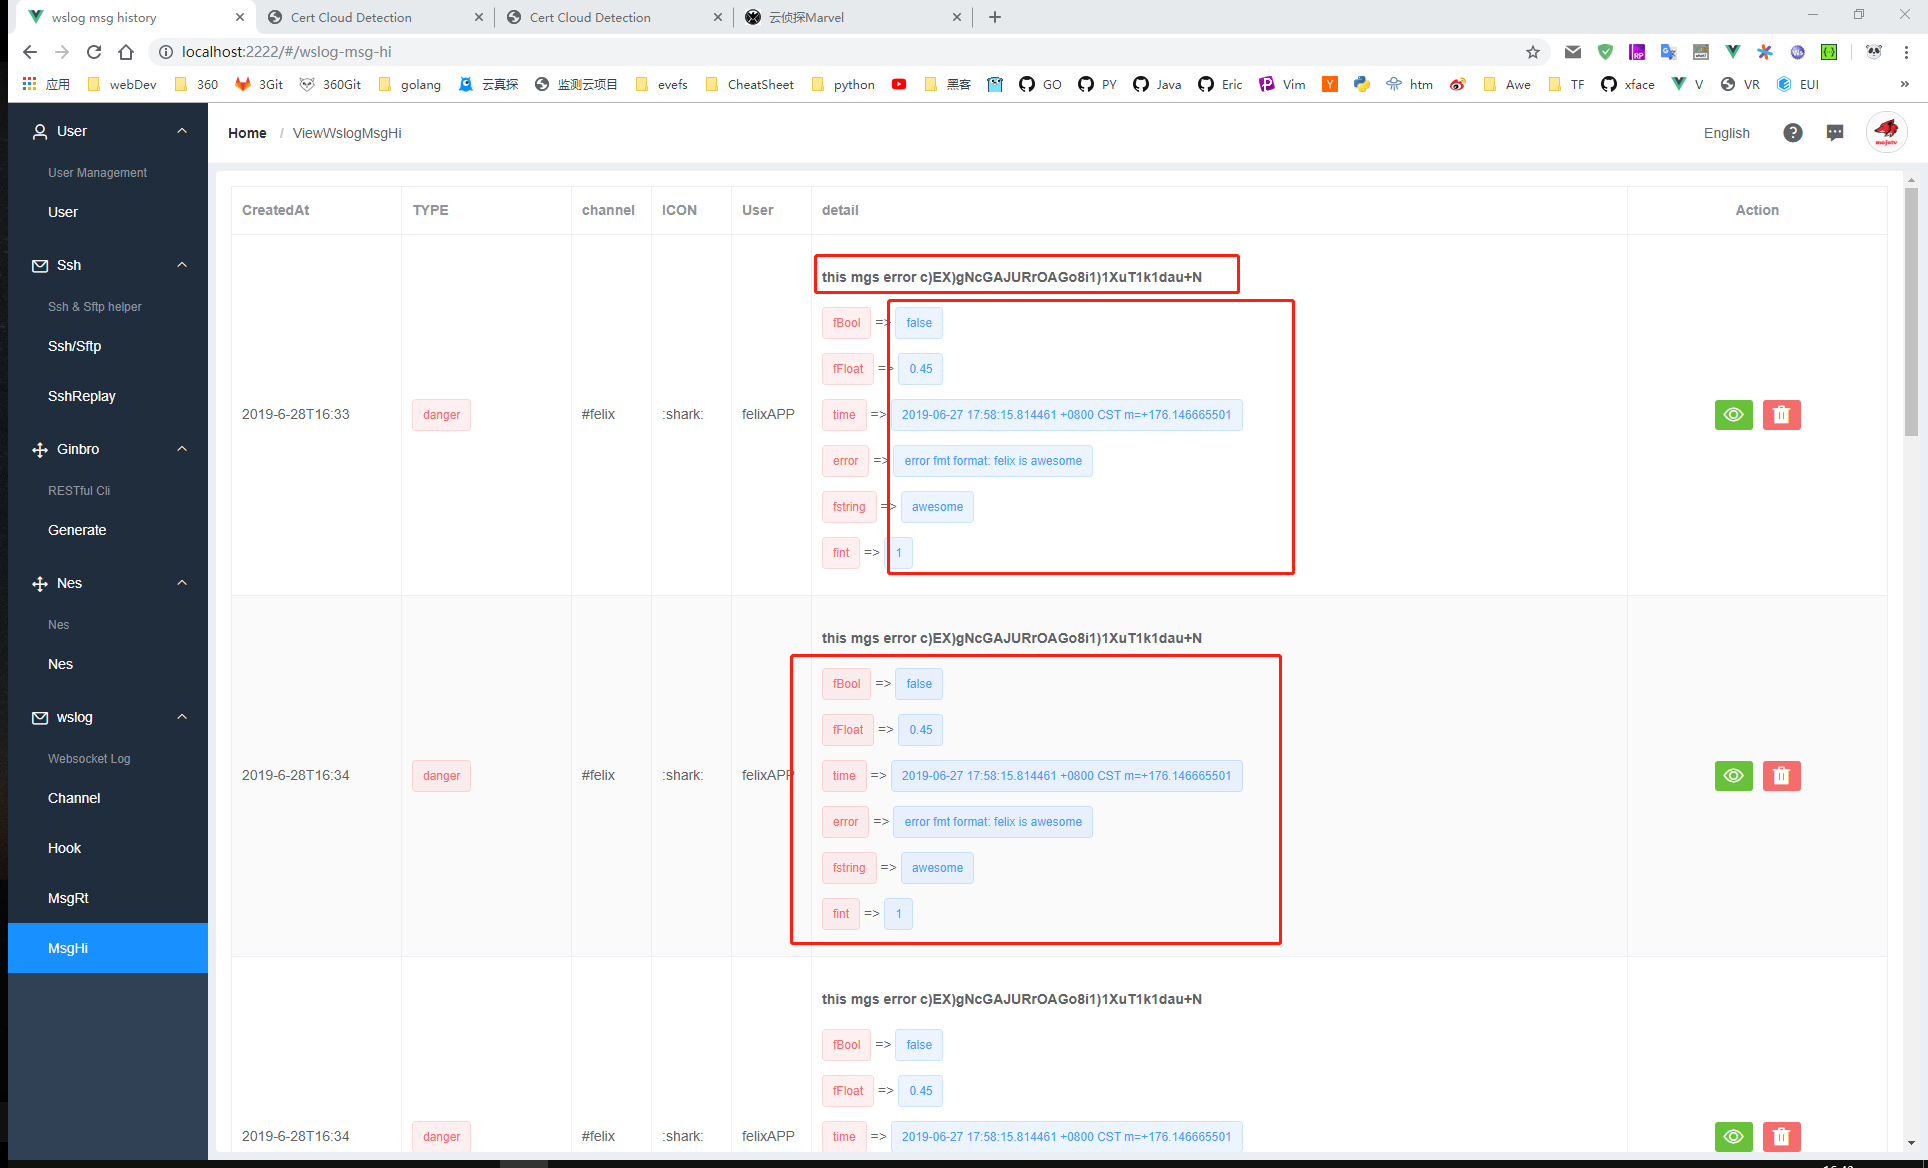 wslog msg history
Cert Cloud Detection
Cert Cloud Detection
云侦探Marvel
localhost:2222/#/wslog-msg-hi
应用 webDev 360 3Git 360Git golang 云真探 监测云项目 evefs CheatSheet python 黑客 GO PY Java Eric Vim htm Awe TF xface V VR EUI
User
User Management
User
Ssh
Ssh & Sftp helper
Ssh/Sftp
SshReplay
Ginbro
RESTful Cli
Generate
Nes
Nes
Nes
wslog
Websocket Log
Channel
Hook
MsgRt
MsgHi
Home / ViewWslogMsgHi
English
mojotv
CreatedAt TYPE channel ICON User detail Action
2019-6-28T16:33 danger #felix :shark: felixAPP
this mgs error c)EX)gNcGAJURrOAGo8i1)1XuT1k1dau+N
fBool => false
fFloat => 0.45
time => 2019-06-27 17:58:15.814461 +0800 CST m=+176.146665501
error => error fmt format: felix is awesome
fstring => awesome
fint => 1
2019-6-28T16:34 danger #felix :shark: felixAPP
this mgs error c)EX)gNcGAJURrOAGo8i1)1XuT1k1dau+N
fBool => false
fFloat => 0.45
time => 2019-06-27 17:58:15.814461 +0800 CST m=+176.146665501
error => error fmt format: felix is awesome
fstring => awesome
fint => 1
2019-6-28T16:34 danger #felix :shark: felixAPP
this mgs error c)EX)gNcGAJURrOAGo8i1)1XuT1k1dau+N
fBool => false
fFloat => 0.45
time => 2019-06-27 17:58:15.814461 +0800 CST m=+176.146665501